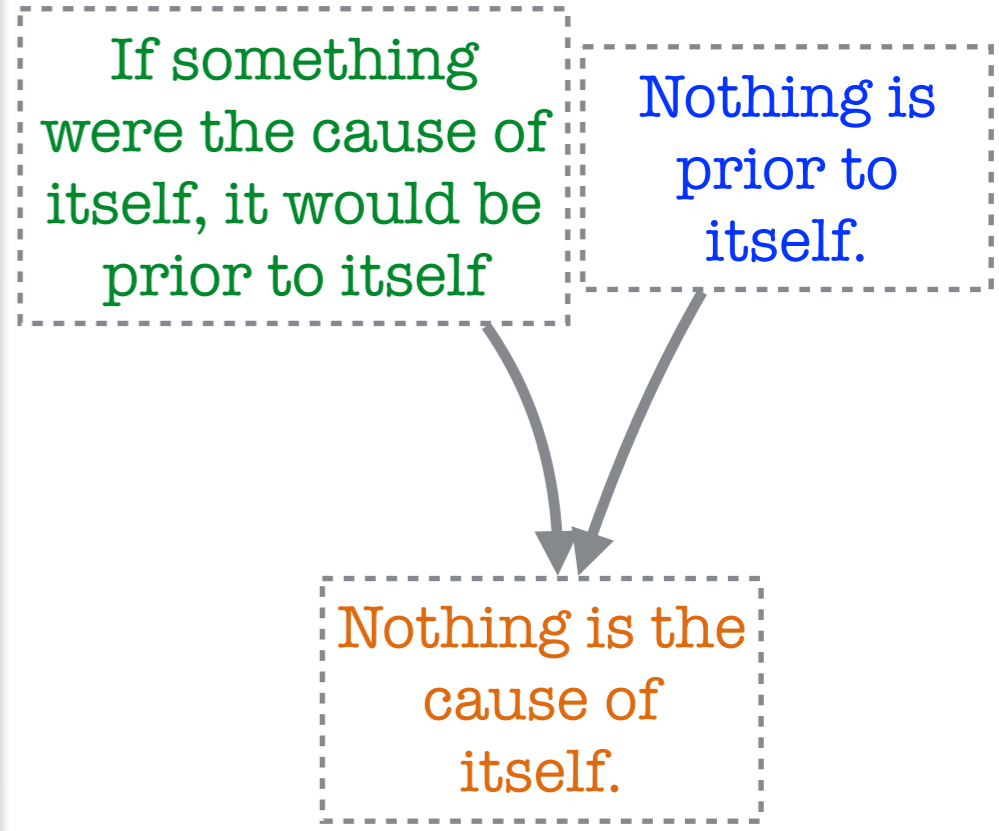 If something
were the cause of
itself, it would be
prior to itself
Nothing is
prior to
itself.
Nothing is the
cause of
itself.